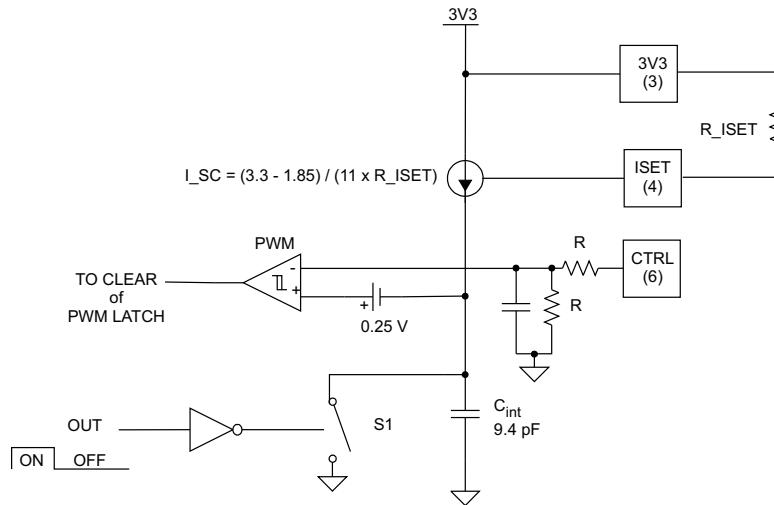 3V3
3V3
(3)
R_ISET
I_SC = (3.3 - 1.85) / (11 x R_ISET)
ISET
(4)
PWM
R
CTRL
(6)
-
+
TO CLEAR
of
PWM LATCH
+
0.25 V
R
OUT
S1
Cint
9.4 pF
ON OFF